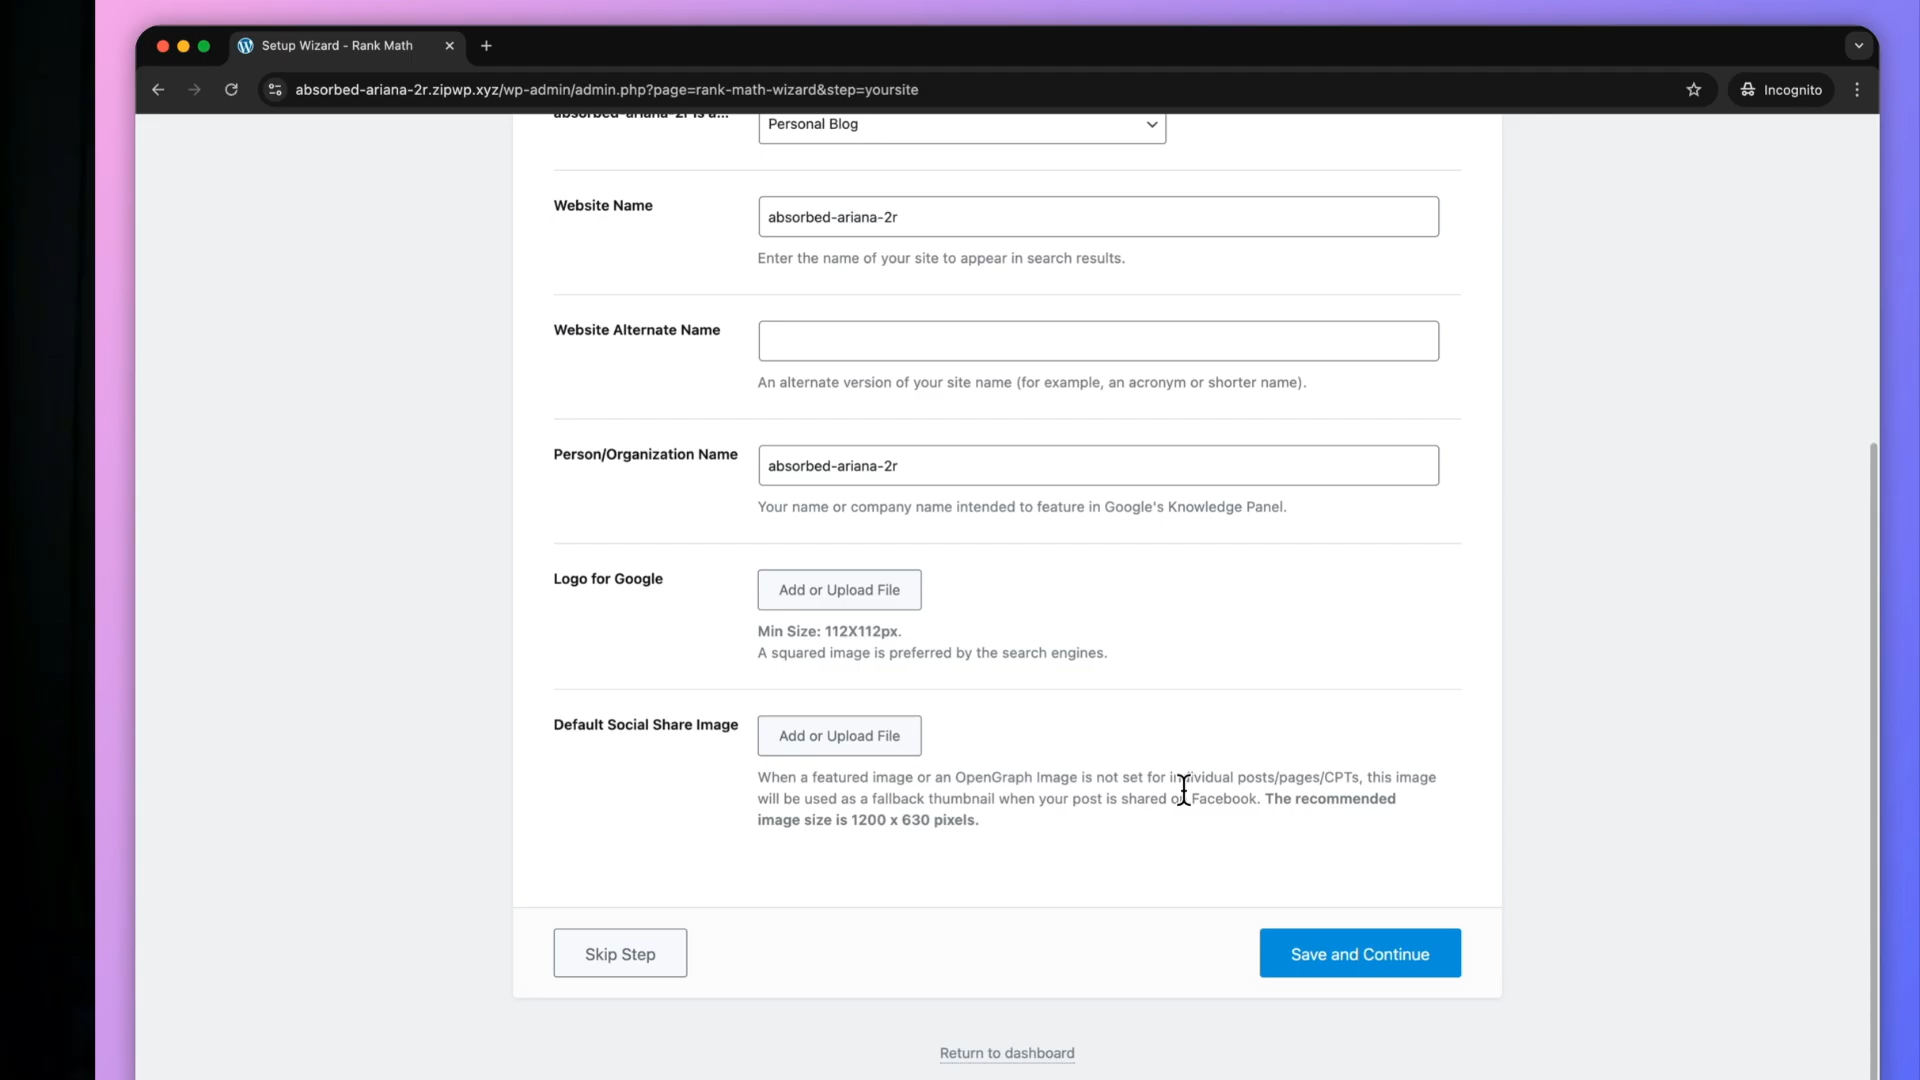 Setup Wizard - Rank Math
absorbed-ariana-2r.zipwp.xyz/wp-admin/admin.php?page=rank-math-wizard&step=yoursite
Incognito
absorbed-ariana-2r is a...
Personal Blog
Website Name
absorbed-ariana-2r
Enter the name of your site to appear in search results.
Website Alternate Name
An alternate version of your site name (for example, an acronym or shorter name).
Person/Organization Name
absorbed-ariana-2r
Your name or company name intended to feature in Google's Knowledge Panel.
Logo for Google
Add or Upload File
Min Size: 112X112px.
A squared image is preferred by the search engines.
Default Social Share Image
Add or Upload File
When a featured image or an OpenGraph Image is not set for individual posts/pages/CPTs, this image
will be used as a fallback thumbnail when your post is shared on Facebook. The recommended
image size is 1200 x 630 pixels.
Skip Step
Save and Continue
Return to dashboard